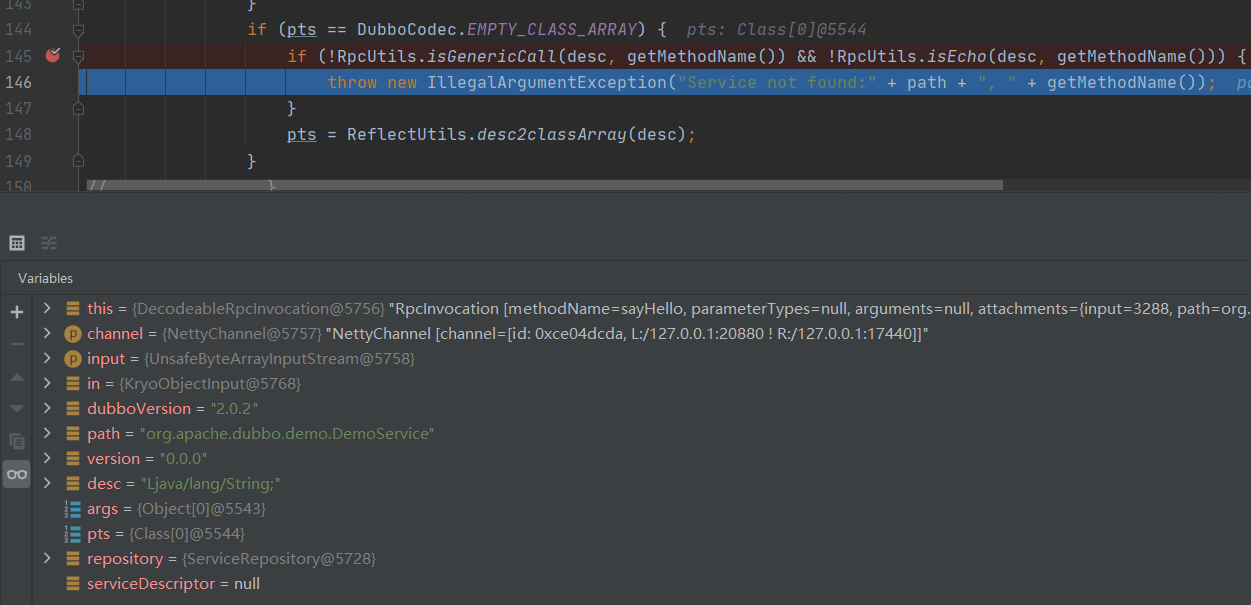 143 }
144 if (pts == DubboCodec.EMPTY_CLASS_ARRAY) { pts: Class[0]@5544
145 if (!RpcUtils.isGenericCall(desc, getMethodName()) && !RpcUtils.isEcho(desc, getMethodName())) {
146 throw new IllegalArgumentException("Service not found:" + path + ", " + getMethodName());
147 }
148 pts = ReflectUtils.desc2classArray(desc);
149 }
150 // }
Variables
this = {DecodeableRpcInvocation@5756} "RpcInvocation [methodName=sayHello, parameterTypes=null, arguments=null, attachments={input=3288, path=org.
p channel = {NettyChannel@5757} "NettyChannel [channel=[id: 0xce04dcda, L:/127.0.0.1:20880 ! R:/127.0.0.1:17440]]"
p input = {UnsafeByteArrayInputStream@5758}
in = {KryoObjectInput@5768}
dubboVersion = "2.0.2"
path = "org.apache.dubbo.demo.DemoService"
version = "0.0.0"
desc = "Ljava/lang/String;"
args = {Object[0]@5543}
pts = {Class[0]@5544}
repository = {ServiceRepository@5728}
serviceDescriptor = null